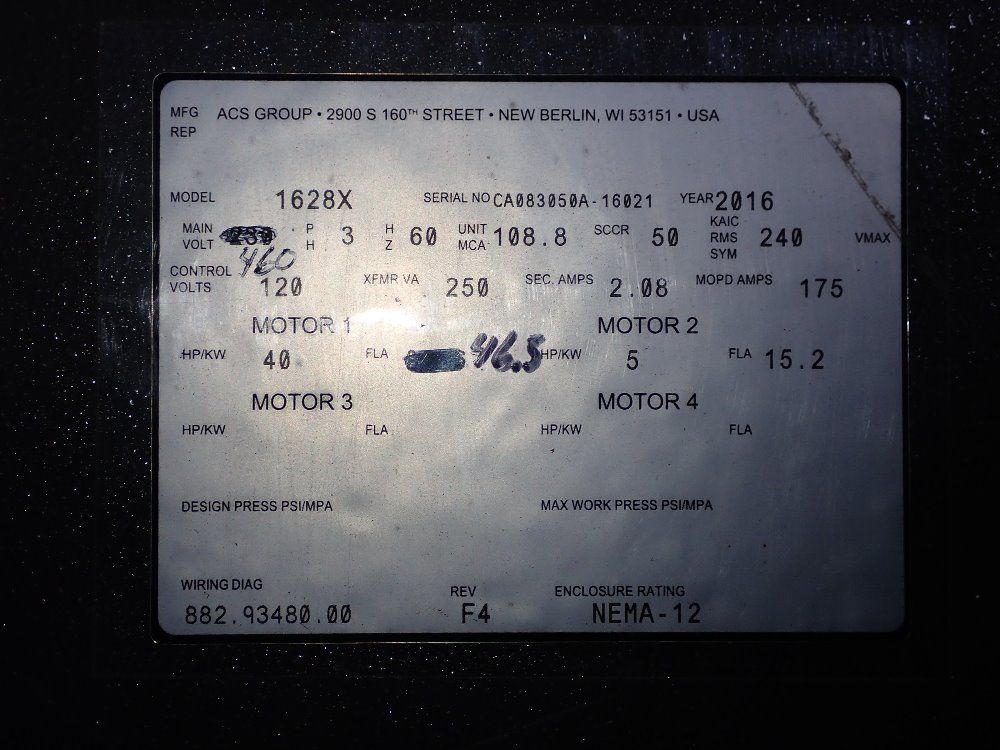 MFG ACS GROUP • 2900 S 160TH STREET • NEW BERLIN, WI 53151 • USA
REP
MODEL 1628X SERIAL NO CA083050A-16021 YEAR 2016
MAIN VOLT 460 PH 3 HZ 60 UNIT MCA 108.8 SCCR 50 KAIC RMS SYM 240 VMAX
CONTROL VOLTS 120 XFMR VA 250 SEC. AMPS 2.08 MOPD AMPS 175
MOTOR 1 MOTOR 2
HP/KW 40 FLA 46.5 HP/KW 5 FLA 15.2
MOTOR 3 MOTOR 4
HP/KW FLA HP/KW FLA
DESIGN PRESS PSI/MPA MAX WORK PRESS PSI/MPA
WIRING DIAG REV ENCLOSURE RATING
882.93480.00 F4 NEMA-12